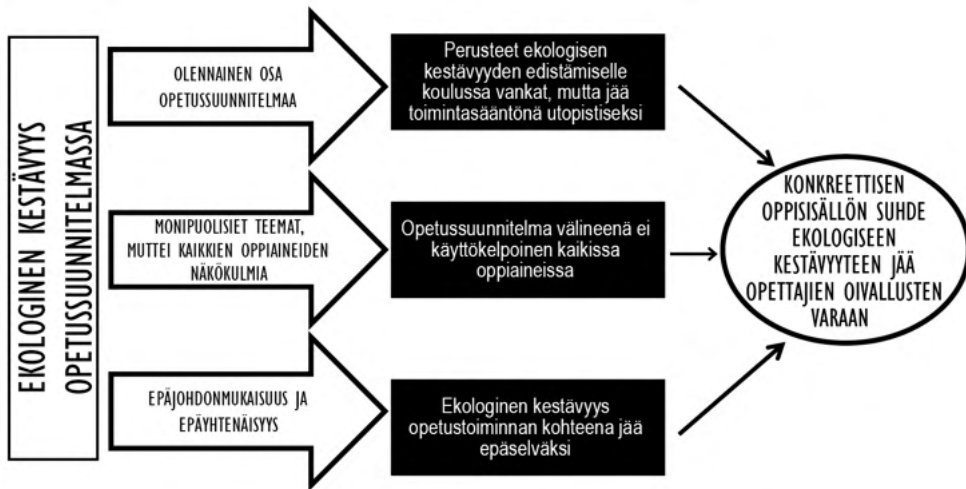 EKOLOGINEN KESTÄVYYS
OPETUSSUUNNITELMASSA
OLENNAINEN OSA
OPETUSSUUNNITELMAA
Perusteet ekologisen
kestävyyden edistämiselle
koulussa vankat, mutta jää
toimintasääntönä utopistiseksi
MONIPUOLISET TEEMAT,
MUTTEI KAIKKIEN OPPIAINEIDEN
NÄKÖKULMIA
Opetussuunnitelma välineenä ei
käyttökelpoinen kaikissa
oppiaineissa
EPÄJOHDONMUKAISUUS JA
EPÄYHTENÄISYYS
Ekologinen kestävyys
opetustoiminnan kohteena jää
epäselväksi
KONKREETTISEN
OPPISISÄLLÖN SUHDE
EKOLOGISEEN
KESTÄVYYTEEN JÄÄ
OPETTAJIEN OIVALLUSTEN
VARAAN